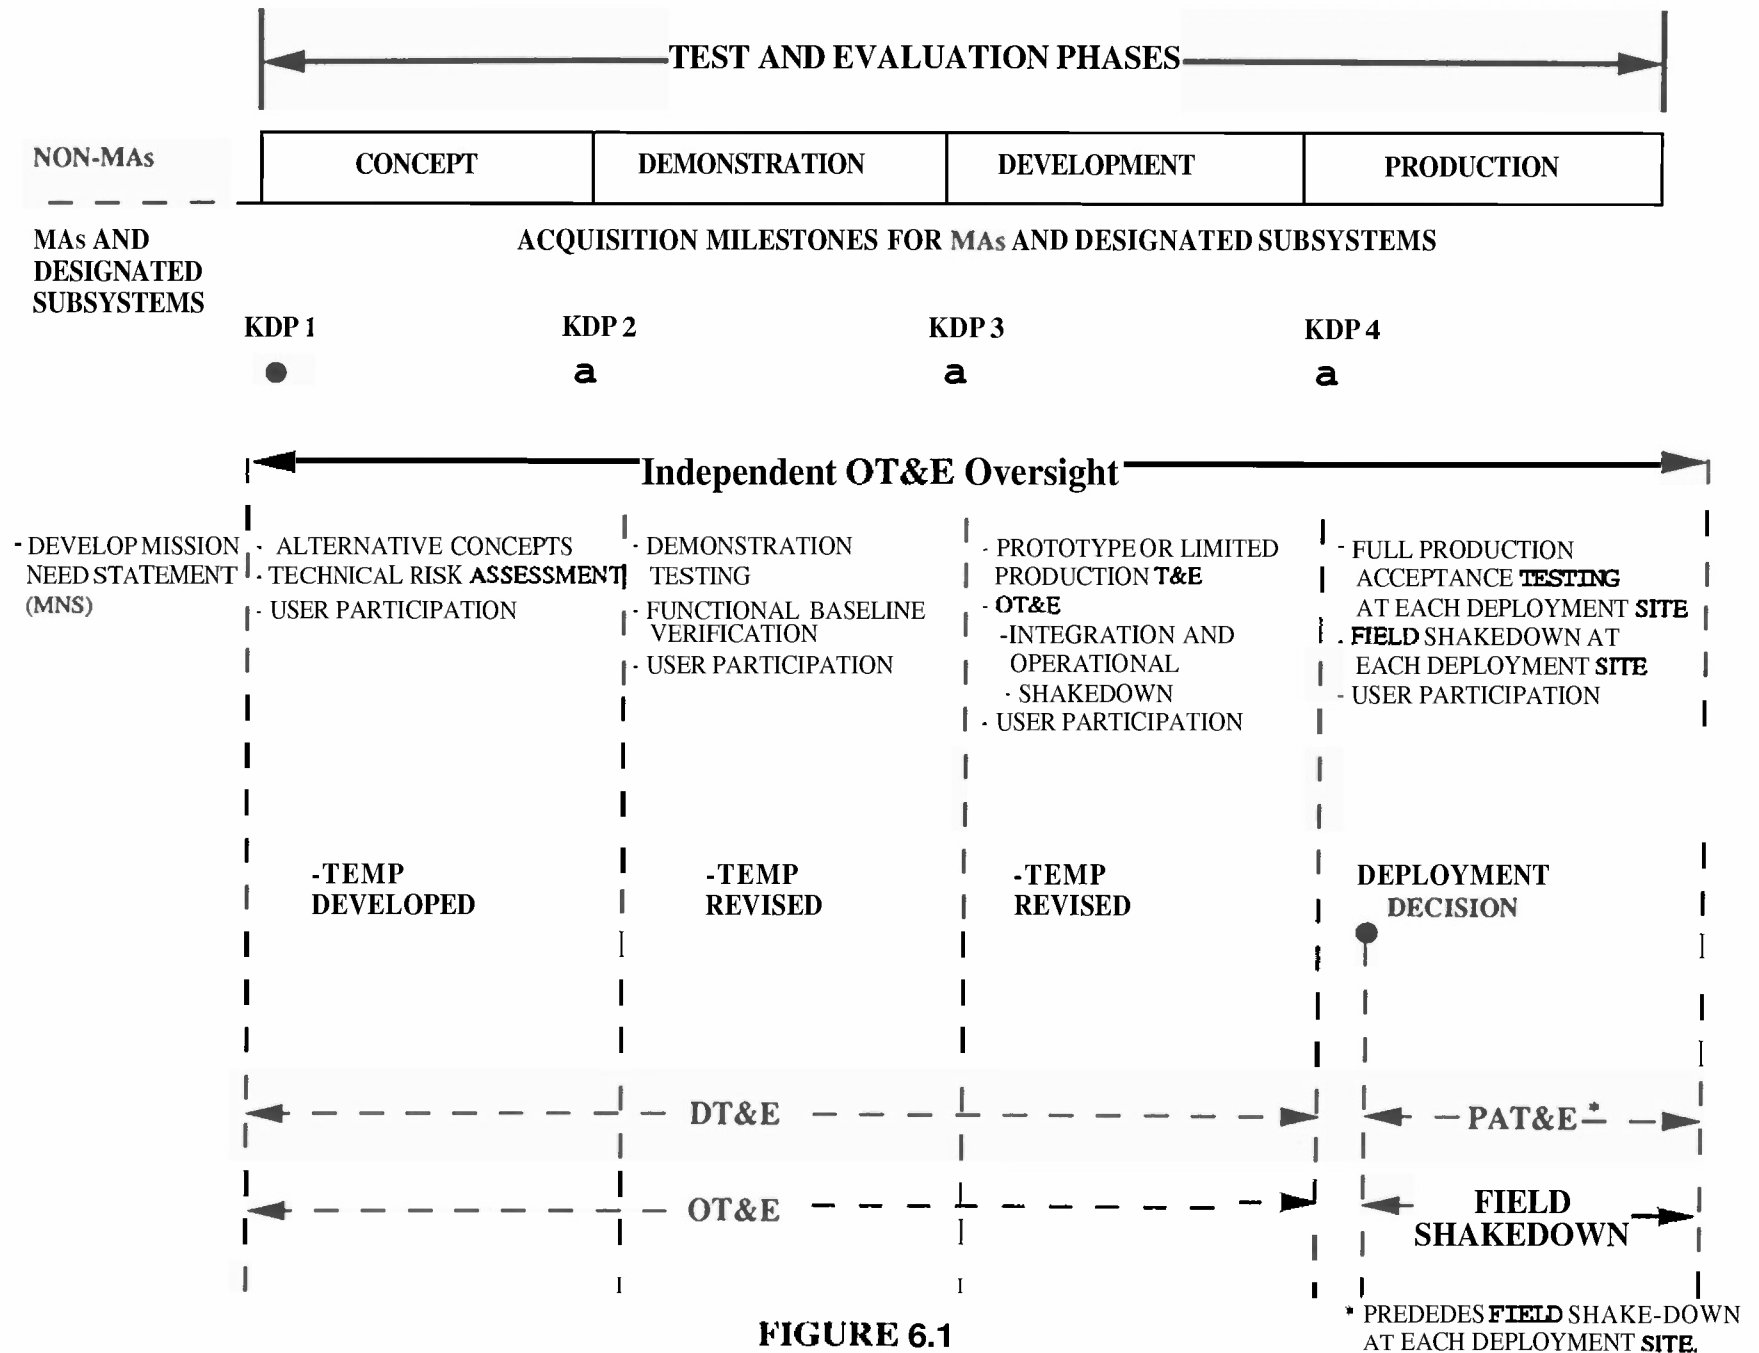 TEST AND EVALUATION PHASES
NON-MAs
CONCEPT
DEMONSTRATION
DEVELOPMENT
PRODUCTION
MAs AND
DESIGNATED
SUBSYSTEMS
ACQUISITION MILESTONES FOR MAs AND DESIGNATED SUBSYSTEMS
KDP 1
KDP 2
KDP 3
KDP 4
a
a
a
Independent OT&E Oversight
- DEVELOP MISSION
NEED STATEMENT
(MNS)
- ALTERNATIVE CONCEPTS
- TECHNICAL RISK ASSESSMENT
- USER PARTICIPATION
- DEMONSTRATION
TESTING
- FUNCTIONAL BASELINE
VERIFICATION
- USER PARTICIPATION
- PROTOTYPE OR LIMITED
PRODUCTION T&E
- OT&E
-INTEGRATION AND
OPERATIONAL
- SHAKEDOWN
- USER PARTICIPATION
- FULL PRODUCTION
ACCEPTANCE TESTING
AT EACH DEPLOYMENT SITE
- FIELD SHAKEDOWN AT
EACH DEPLOYMENT SITE
- USER PARTICIPATION
-TEMP
DEVELOPED
-TEMP
REVISED
-TEMP
REVISED
DEPLOYMENT
DECISION
DT&E
PAT&E *
OT&E
FIELD
SHAKEDOWN
* PREDEDES FIELD SHAKE-DOWN
AT EACH DEPLOYMENT SITE.
FIGURE 6.1